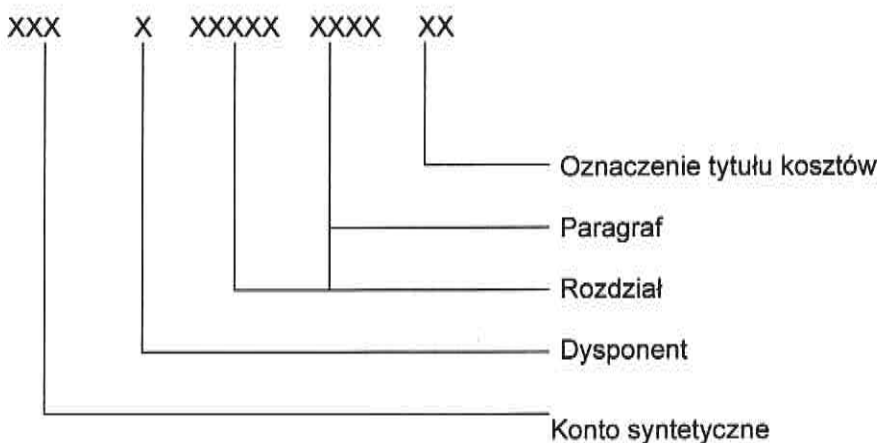 XXX X XXXXX XXXX XX
Oznaczenie tytułu kosztów
Paragraf
Rozdział
Dysponent
Konto syntetyczne